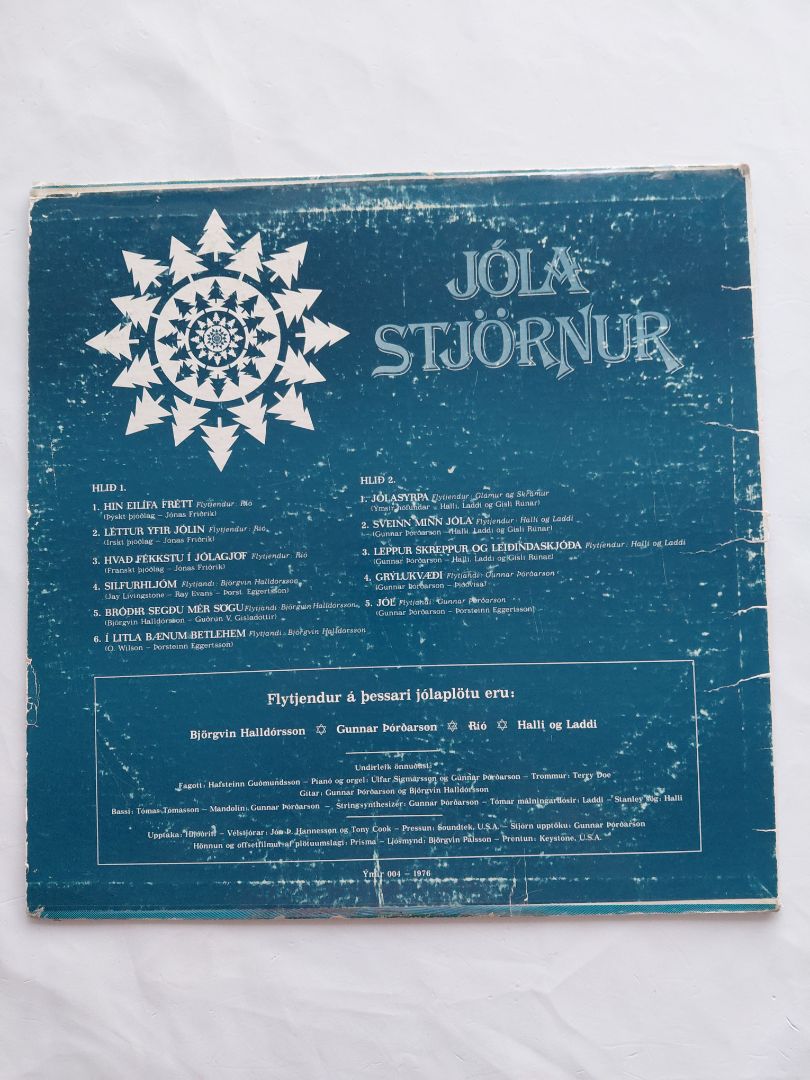 JÓLA
STJÖRNUR
HLIÐ 1.
1. HIN EILÍFA FRÉTT Flytjendur: Ríó
(Þýskt þjóðlag – Jónas Friðrik)
2. LÉTTUR YFIR JÓLIN Flytjendur: Ríó
(Írskt þjóðlag – Jónas Friðrik)
3. HVAÐ FÉKKSTU Í JÓLAGJÖF Flytjendur: Ríó
(Franskt þjóðlag – Jónas Friðrik)
4. SILFURHLJÓM Flytjandi: Björgvin Halldórsson
(Jay Livingstone – Ray Evans – Þorst. Eggertsson)
5. BRÓÐIR SEGÐU MÉR SÖGU Flytjandi: Björgvin Halldórsson
(Björgvin Halldórsson – Guðrún V. Gísladóttir)
6. Í LITLA BÆNUM BETLEHEM Flytjandi: Björgvin Halldórsson
(O. Wilson – Þorsteinn Eggertsson)
HLIÐ 2.
1. JÓLASYRPA Flytjendur: Glámur og Skrámur
(Ýmsir höfundar – Halli, Laddi og Gísli Rúnar)
2. SVEINN MINN JÓLA Flytjendur: Halli og Laddi
(Gunnar Þórðarson – Halli, Laddi og Gísli Rúnar)
3. LEPPUR SKREPPUR OG LEIÐINDASKJÓÐA Flytjendur: Halli og Laddi
(Gunnar Þórðarson – Halli, Laddi og Gísli Rúnar)
4. GRÝLUKVÆÐI Flytjandi: Gunnar Þórðarson
(Gunnar Þórðarson – Þjóðvísa)
5. JÓL Flytjandi: Gunnar Þórðarson
(Gunnar Þórðarson – Þorsteinn Eggertsson)
Flytjendur á þessari jólaplötu eru:
Björgvin Halldórsson ✡ Gunnar Þórðarson ✡ Ríó ✡ Halli og Laddi
Undirleik önnuðust:
Fagott: Hafsteinn Guðmundsson – Píanó og orgel: Úlfar Sigmarsson og Gunnar Þórðarson – Trommur: Terry Doe
Gítar: Gunnar Þórðarson og Björgvin Halldórsson
Bassi: Tómas Tómasson – Mandolín: Gunnar Þórðarson – Stringsynthesizer: Gunnar Þórðarson – Tómar málningardósir: Laddi – Stanley sög: Halli
Upptaka: Hljóðriti – Vélstjórar: Jón Þ. Hannesson og Tony Cook – Pressun: Soundtek, U.S.A. – Stjórn upptöku: Gunnar Þórðarson
Hönnun og offsetfilmur af plötuumslagi: Prisma – Ljósmynd: Björgvin Pálsson – Prentun: Keystone, U.S.A.
Ýmir 004 – 1976